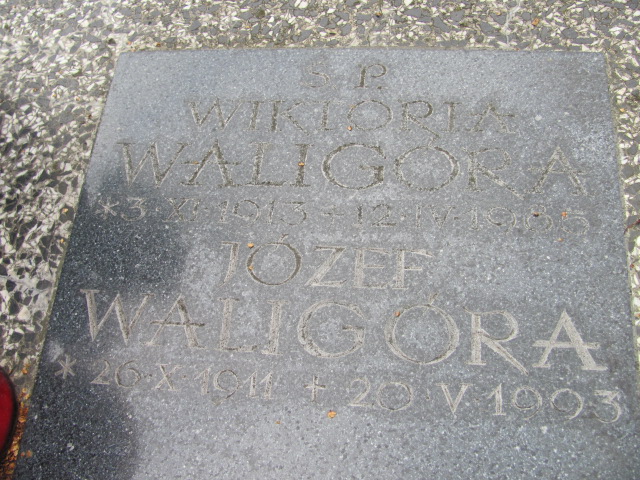 Ś. P.
WIKTORIA
WALIGÓRA
* 3 · XI · 1913 + 12 · IV · 1985
JÓZEF
WALIGÓRA
* 26 · X · 1911 + 20 · V · 1993